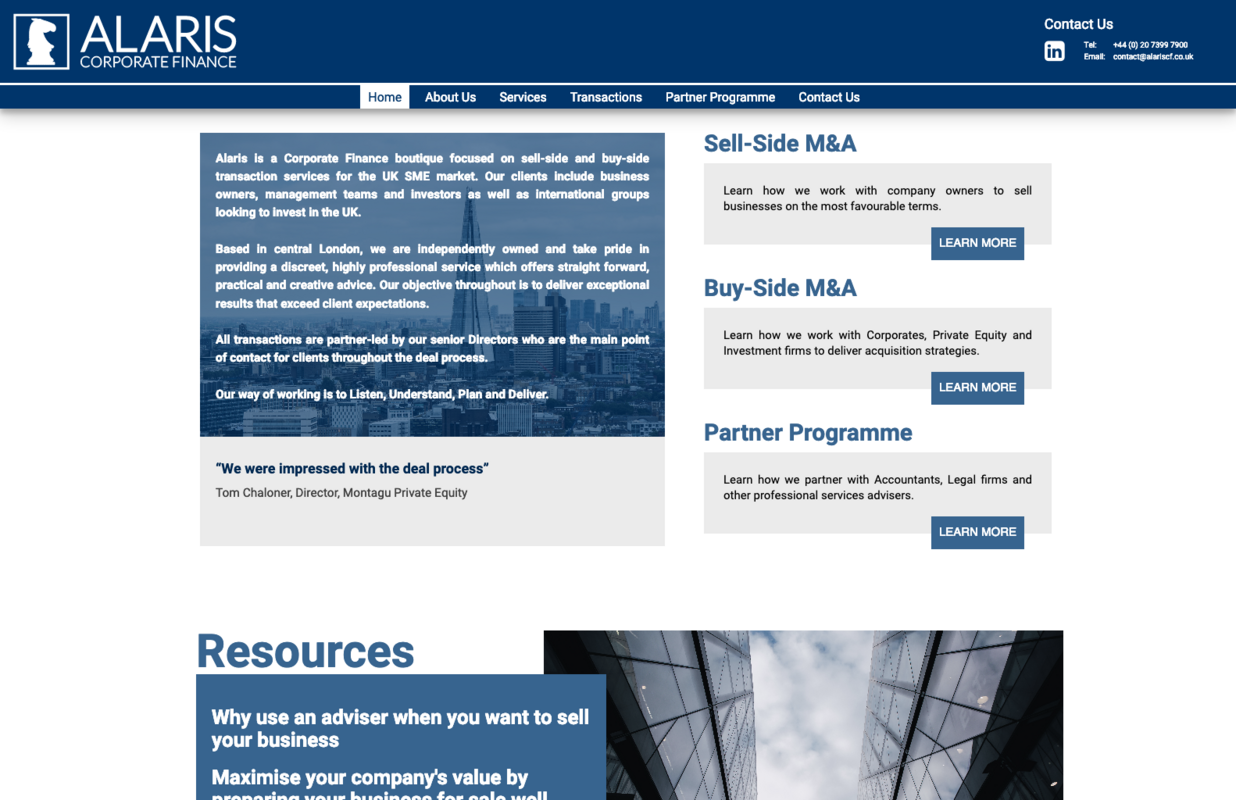 ALARIS
CORPORATE FINANCE
Contact Us
in
Tel: +44 (0) 20 7399 7900
Email: contact@alariscf.co.uk
Home About Us Services Transactions Partner Programme Contact Us
Alaris is a Corporate Finance boutique focused on sell-side and buy-side
transaction services for the UK SME market. Our clients include business
owners, management teams and investors as well as international groups
looking to invest in the UK.
Based in central London, we are independently owned and take pride in
providing a discreet, highly professional service which offers straight forward,
practical and creative advice. Our objective throughout is to deliver exceptional
results that exceed client expectations.
All transactions are partner-led by our senior Directors who are the main point
of contact for clients throughout the deal process.
Our way of working is to Listen, Understand, Plan and Deliver.
“We were impressed with the deal process”
Tom Chaloner, Director, Montagu Private Equity
Sell-Side M&A
Learn how we work with company owners to sell
businesses on the most favourable terms.
LEARN MORE
Buy-Side M&A
Learn how we work with Corporates, Private Equity and
Investment firms to deliver acquisition strategies.
LEARN MORE
Partner Programme
Learn how we partner with Accountants, Legal firms and
other professional services advisers.
LEARN MORE
Resources
Why use an adviser when you want to sell
your business
Maximise your company's value by
preparing your business for sale well